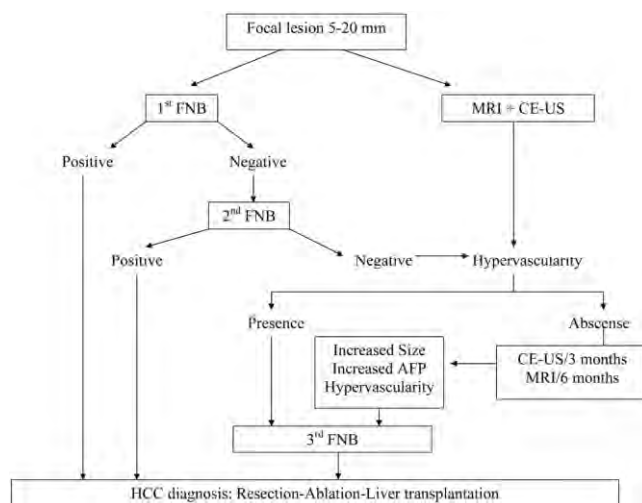 Focal lesion 5-20 mm
1st FNB
MRI + CE-US
Positive
Negative
2nd FNB
Positive
Negative
Hypervascularity
Presence
Abscense
Increased Size
Increased AFP
Hypervascularity
CE-US/3 months
MRI/6 months
3rd FNB
HCC diagnosis: Resection-Ablation-Liver transplantation